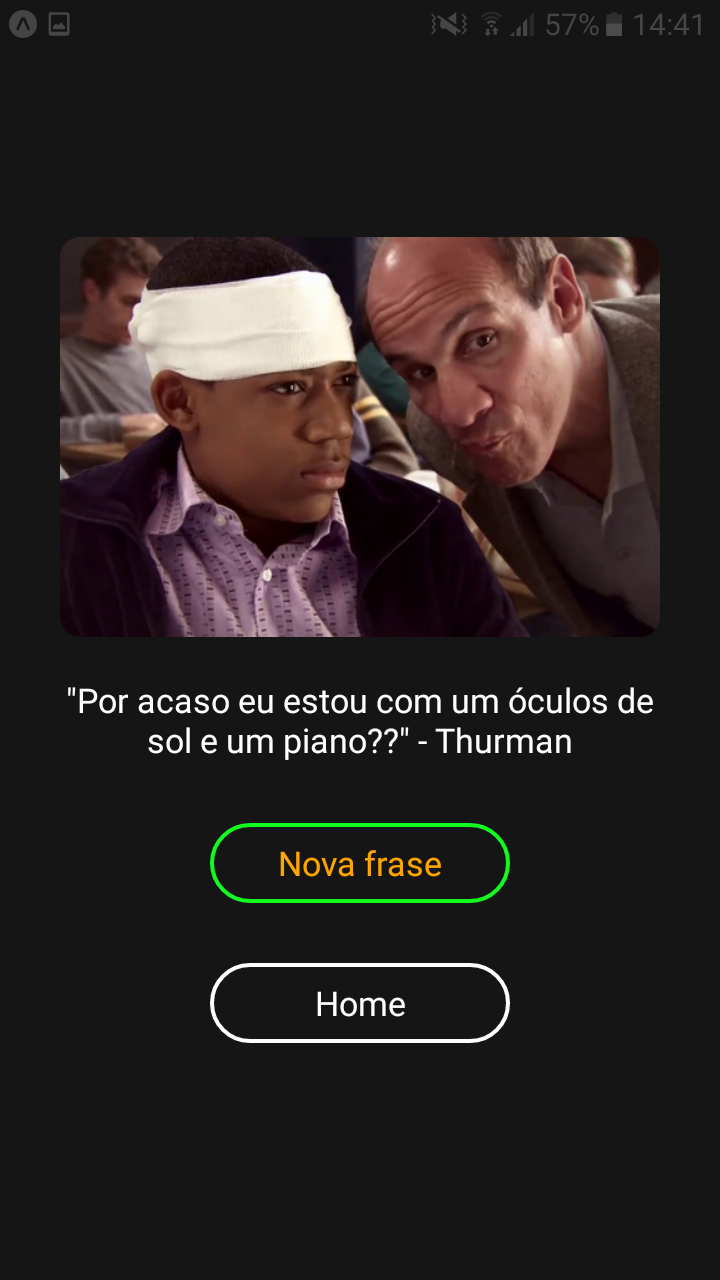 57% 14:41
"Por acaso eu estou com um óculos de
sol e um piano??" - Thurman
Nova frase
Home